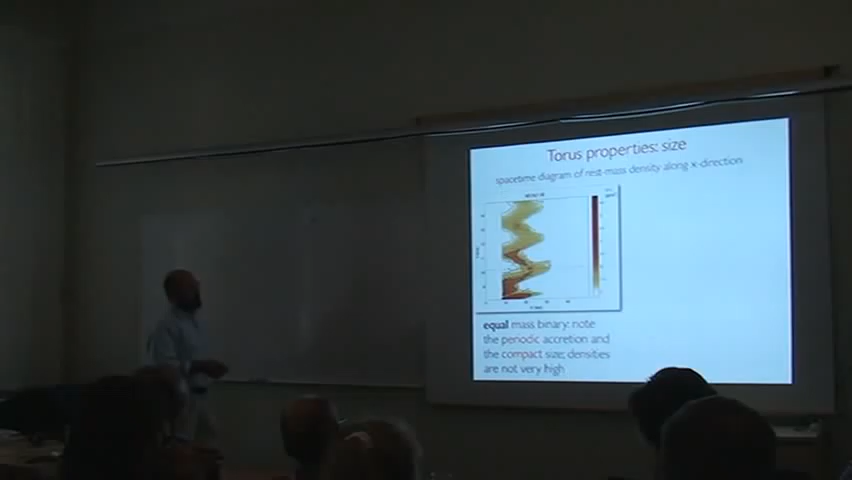 Torus properties: size
spacetime diagram of rest-mass density along x-direction
equal mass binary: note
the periodic accretion and
the compact size; densities
are not very high